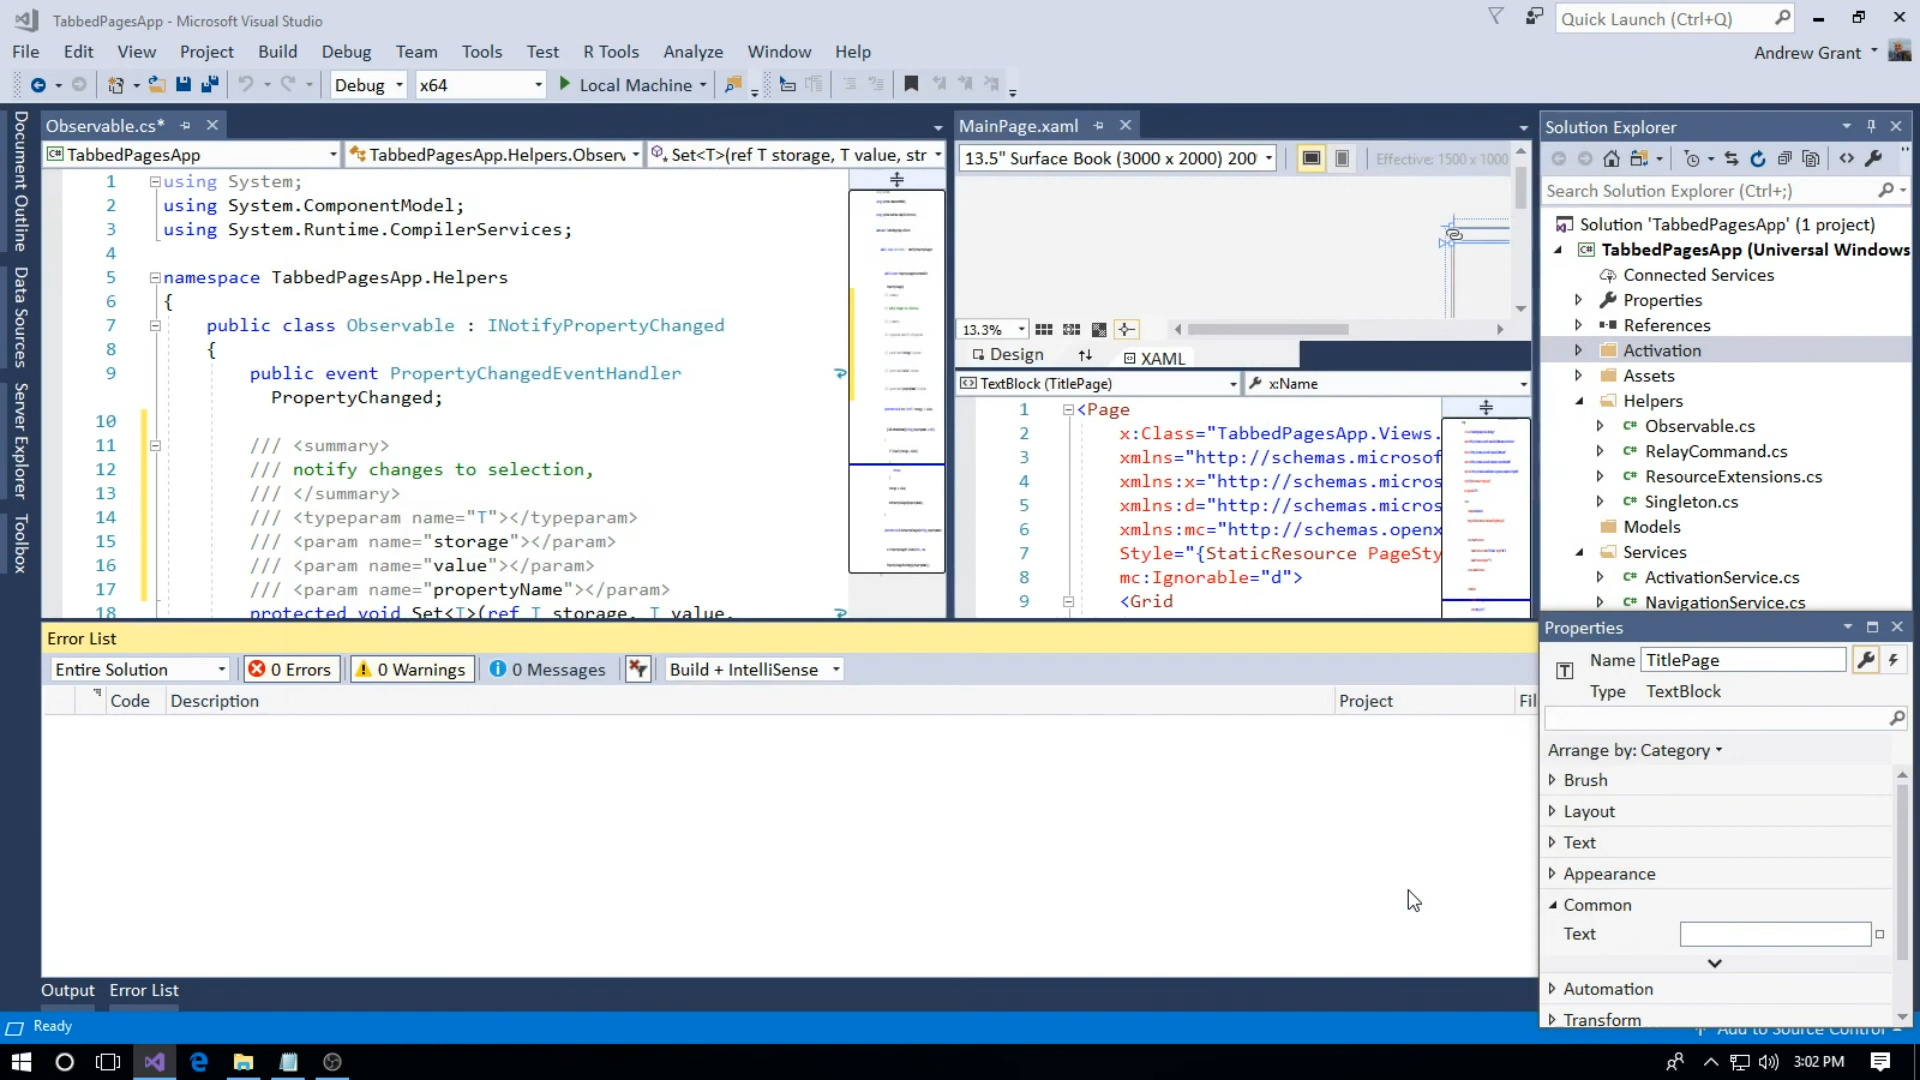 TabbedPagesApp - Microsoft Visual Studio
Quick Launch (Ctrl+Q)
File Edit View Project Build Debug Team Tools Test R Tools Analyze Window Help
Andrew Grant
Debug x64 Local Machine
Document Outline
Data Sources
Server Explorer
Toolbox
Observable.cs*
TabbedPagesApp TabbedPagesApp.Helpers.Observ Set<T>(ref T storage, T value, str
1 using System;
2 using System.ComponentModel;
3 using System.Runtime.CompilerServices;
4
5 namespace TabbedPagesApp.Helpers
6 {
7 public class Observable : INotifyPropertyChanged
8 {
9 public event PropertyChangedEventHandler
PropertyChanged;
10
11 /// <summary>
12 /// notify changes to selection,
13 /// </summary>
14 /// <typeparam name="T"></typeparam>
15 /// <param name="storage"></param>
16 /// <param name="value"></param>
17 /// <param name="propertyName"></param>
18 protected void Set<T>(ref T storage, T value,
MainPage.xaml
13.5" Surface Book (3000 x 2000) 200 Effective: 1500 x 1000
13.3%
Design XAML
TextBlock (TitlePage) x:Name
1 <Page
2 x:Class="TabbedPagesApp.Views.
3 xmlns="http://schemas.microsof
4 xmlns:x="http://schemas.micros
5 xmlns:d="http://schemas.micros
6 xmlns:mc="http://schemas.openx
7 Style="{StaticResource PageSty
8 mc:Ignorable="d">
9 <Grid
Solution Explorer
Search Solution Explorer (Ctrl+;)
Solution 'TabbedPagesApp' (1 project)
TabbedPagesApp (Universal Windows
Connected Services
Properties
References
Activation
Assets
Helpers
C# Observable.cs
C# RelayCommand.cs
C# ResourceExtensions.cs
C# Singleton.cs
Models
Services
C# ActivationService.cs
C# NavigationService.cs
Error List
Entire Solution 0 Errors 0 Warnings 0 Messages Build + IntelliSense
Code Description Project Fil
Properties
Name TitlePage
Type TextBlock
Arrange by: Category
Brush
Layout
Text
Appearance
Common
Text
Automation
Transform
Output Error List
Ready
Add to Source Control
3:02 PM